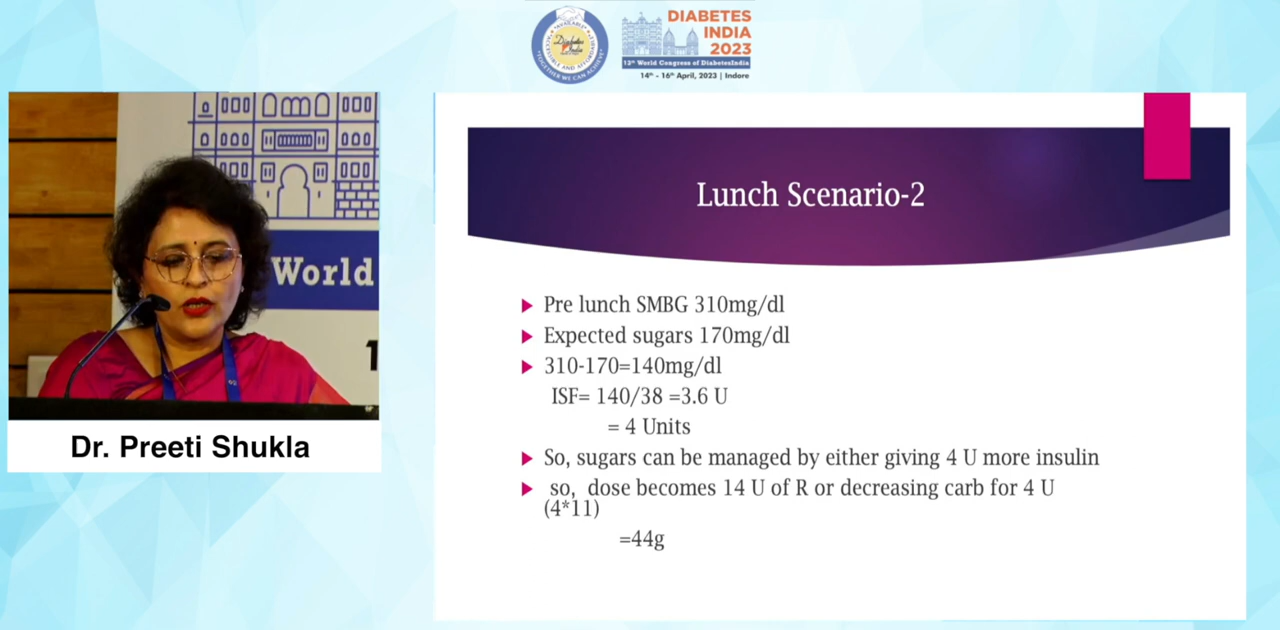 DIABETES
INDIA
2023
12th World Congress of DiabetesIndia
14th - 16th April, 2023 | Indore
World
1
Dr. Preeti Shukla
Lunch Scenario-2
Pre lunch SMBG 310mg/dl
Expected sugars 170mg/dl
310-170=140mg/dl
ISF= 140/38 =3.6 U
= 4 Units
So, sugars can be managed by either giving 4 U more insulin
so, dose becomes 14 U of R or decreasing carb for 4 U
(4*11)
=44g